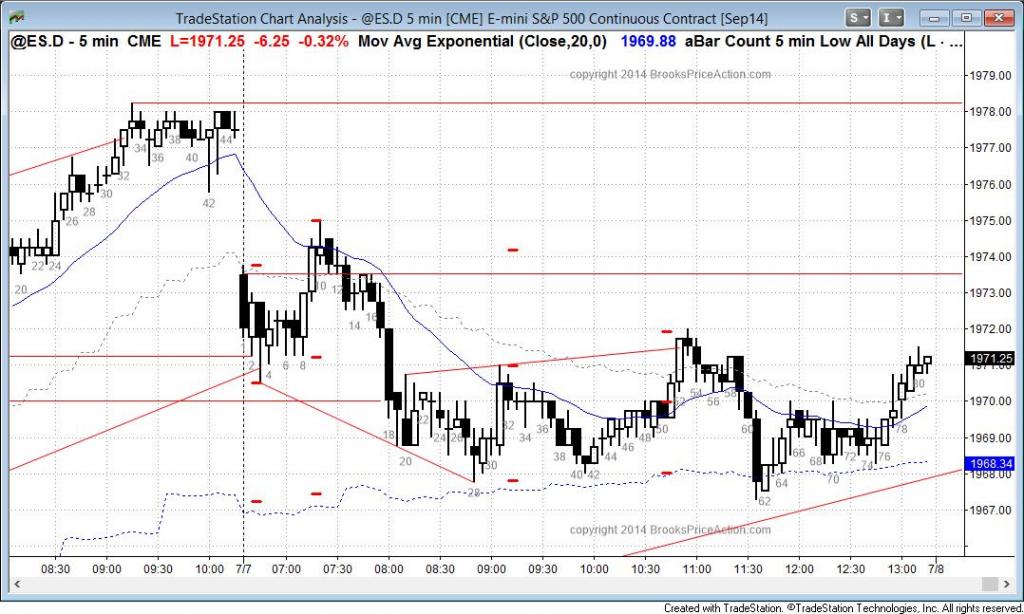 TradeStation Chart Analysis - @ES.D 5 min [CME] E-mini S&P 500 Continuous Contract [Sep14]
S
I
@ES.D - 5 min CME L=1971.25 -6.25 -0.32% Mov Avg Exponential (Close,20,0) 1969.88 aBar Count 5 min Low All Days (L · ...
copyright 2014 BrooksPriceAction.com
1979.00
1978.00
1977.00
1976.00
1975.00
1974.00
1973.00
1972.00
1971.25
1971.00
1970.00
1969.00
1968.34
1968.00
1967.00
34 38 44
36 40
32
30 42
28
26
22 24
20
2 4 6 8
10 12
14 16
18 20
22
24 26
28 30
32 34 36
38
40 42
44 46 48 50
52 54 56 58
60
62 64
66 68
70 72 74 76
78 80
copyright 2014 BrooksPriceAction.com
08:30 09:00 09:30 10:00 7/7 07:00 07:30 08:00 08:30 09:00 09:30 10:00 10:30 11:00 11:30 12:00 12:30 13:00 7/8
Created with TradeStation. ©TradeStation Technologies, Inc. All rights reserved.